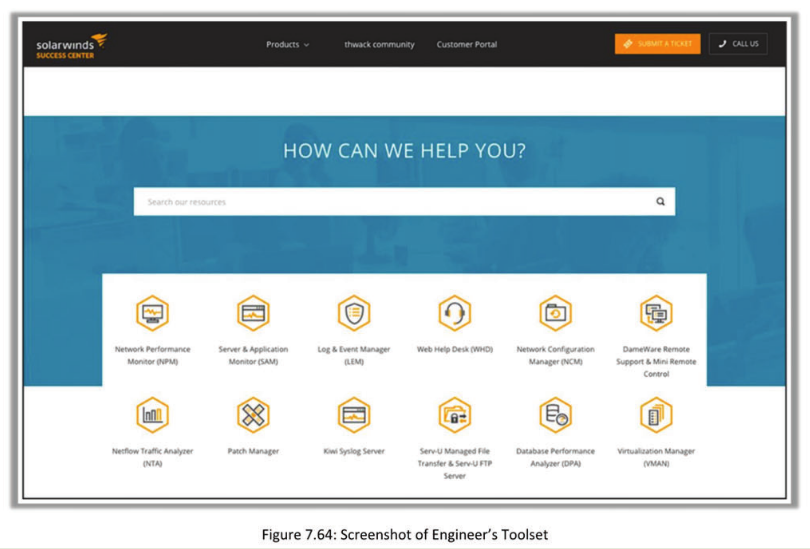 solarwinds
SUCCESS CENTER
Products
thwack community
Customer Portal
SUBMIT A TICKET
CALL US
HOW CAN WE HELP YOU?
Search our resources
Network Performance
Monitor (NPM)
Server & Application
Monitor (SAM)
Log & Event Manager
(LEM)
Web Help Desk (WHD)
Network Configuration
Manager (NCM)
DameWare Remote
Support & Mini Remote
Control
Netflow Traffic Analyzer
(NTA)
Patch Manager
Kiwi Syslog Server
Serv-U Managed File
Transfer & Serv-U FTP
Server
Database Performance
Analyzer (DPA)
Virtualization Manager
(VMAN)
Figure 7.64: Screenshot of Engineer's Toolset